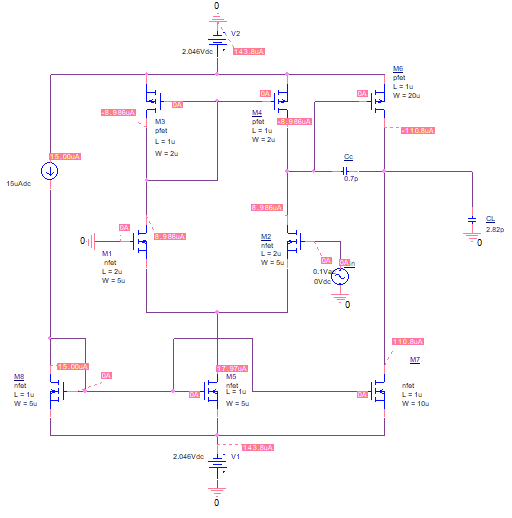 0
V2
2.046Vdc
143.8uA
M6
pfet
L = 1u
W = 20u
0A
0A
0A
-8.986uA
M3
pfet
L = 1u
W = 2u
M4
pfet
L = 1u
W = 2u
-8.986uA
-110.8uA
15.00uA
15uAdc
Cc
0.7p
8.986uA
CL
2.82p
0
0A
8.986uA
0
M1
nfet
L = 2u
W = 5u
M2
nfet
L = 2u
W = 5u
0A
0A
0.1Vac
0Vdc
0
110.8uA
M8
nfet
L = 1u
W = 5u
15.00uA
0A
17.97uA
M5
nfet
L = 1u
W = 5u
0A
0A
M7
nfet
L = 1u
W = 10u
2.046Vdc
V1
143.8uA
0